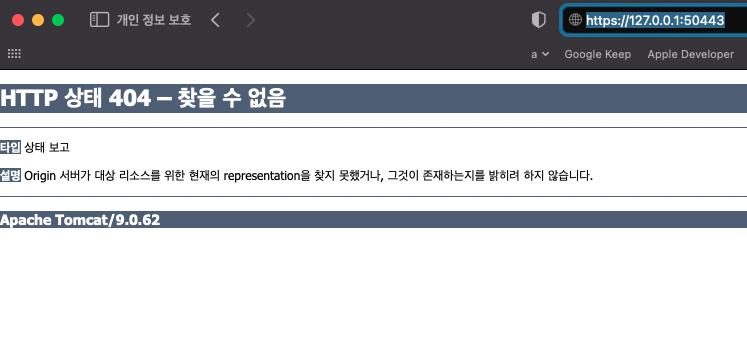 개인 정보 보호
https://127.0.0.1:50443
a
Google Keep
Apple Developer
HTTP 상태 404 – 찾을 수 없음
타입 상태 보고
설명 Origin 서버가 대상 리소스를 위한 현재의 representation을 찾지 못했거나, 그것이 존재하는지를 밝히려 하지 않습니다.
Apache Tomcat/9.0.62